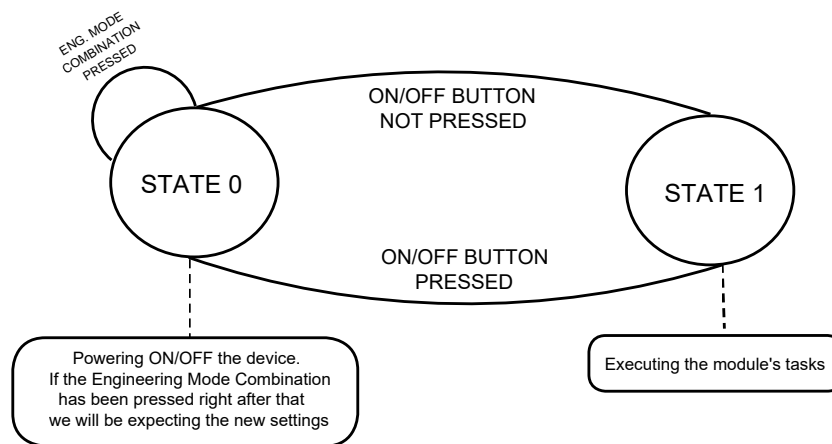 ENG. MODE
COMBINATION
PRESSED
ON/OFF BUTTON
NOT PRESSED
STATE 0
STATE 1
ON/OFF BUTTON
PRESSED
Powering ON/OFF the device.
If the Engineering Mode Combination
has been pressed right after that
we will be expecting the new settings
Executing the module's tasks